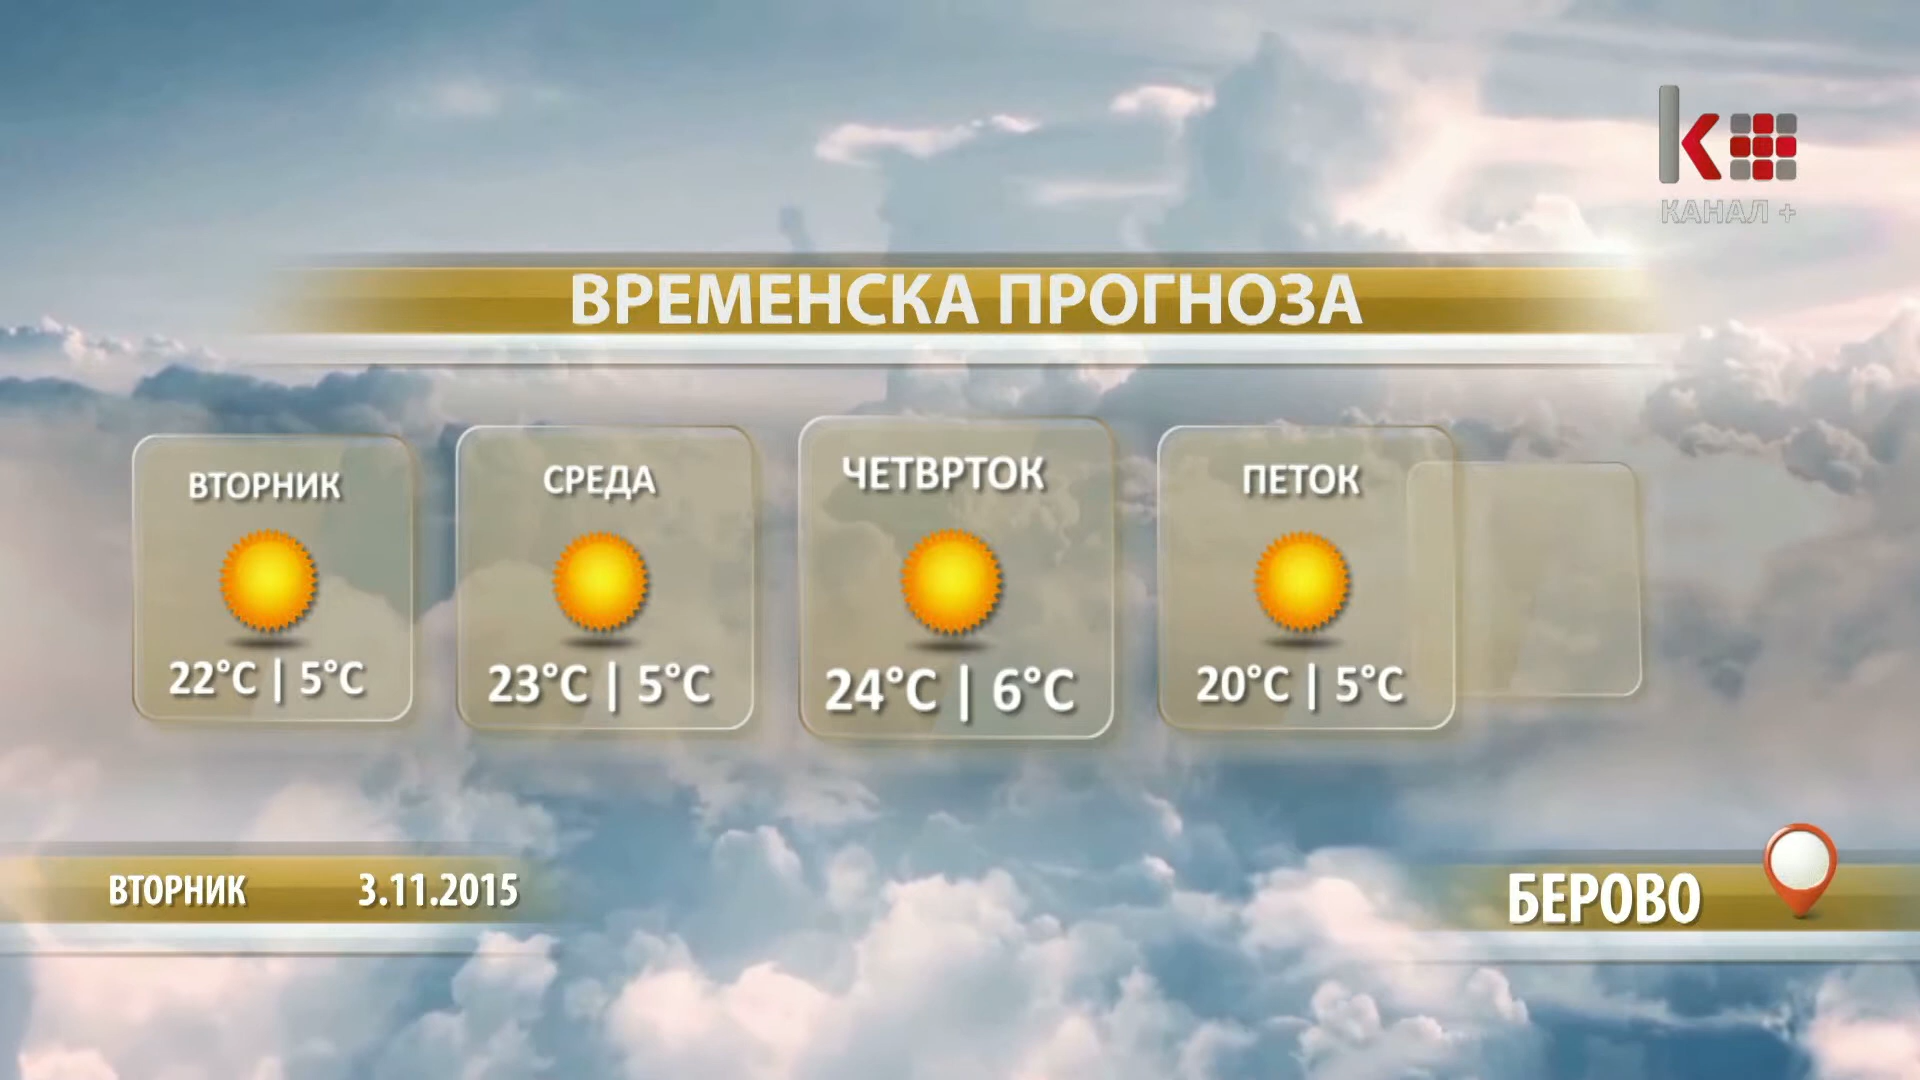 K
КАНАЛ +
ВРЕМЕНСКА ПРОГНОЗА
ВТОРНИК
22°C | 5°C
СРЕДА
23°C | 5°C
ЧЕТВРТОК
24°C | 6°C
ПЕТОК
20°C | 5°C
ВТОРНИК 3.11.2015
БЕРОВО